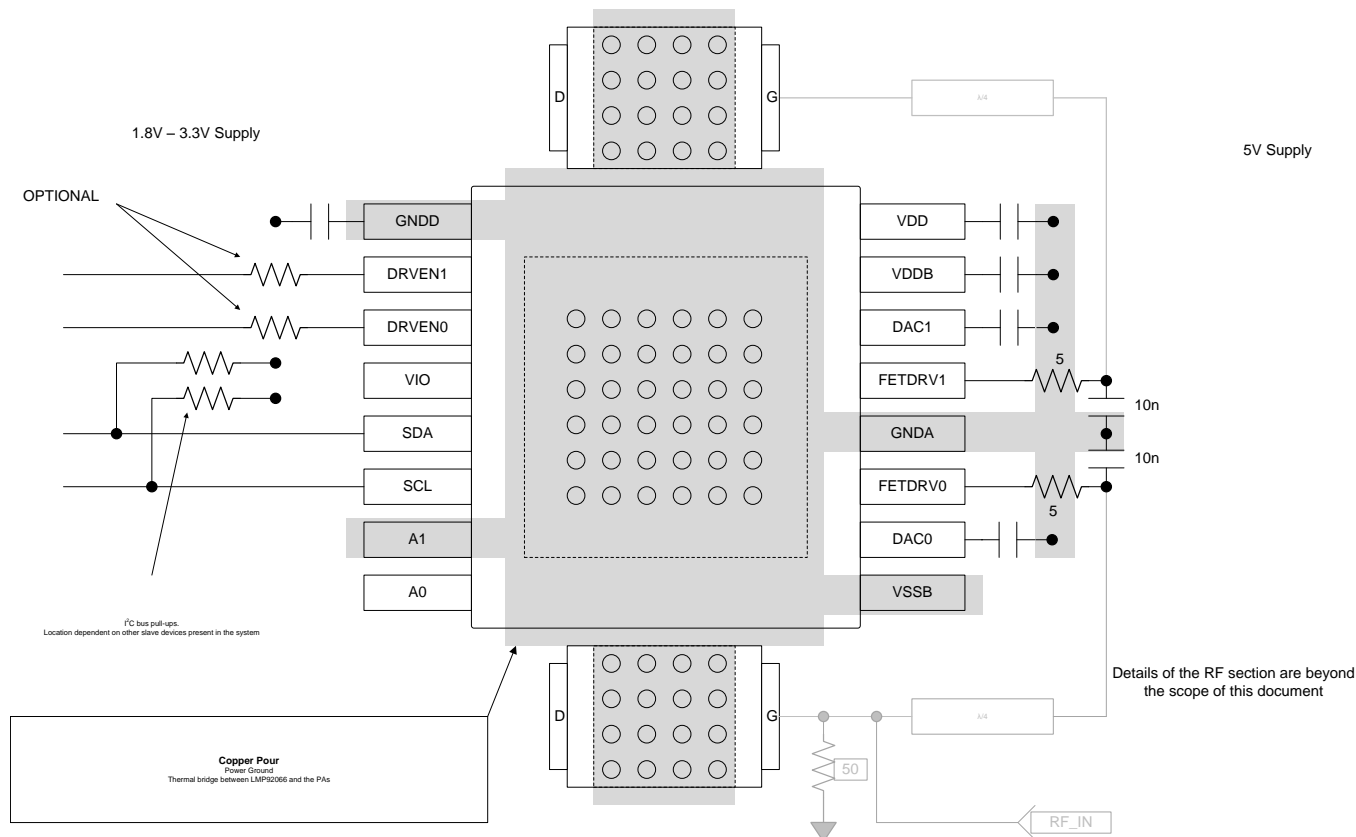 D
G
λ/4
1.8V – 3.3V Supply
5V Supply
OPTIONAL
GNDD
VDD
DRVEN1
VDDB
DRVEN0
DAC1
VIO
FETDRV1
5
10n
SDA
GNDA
10n
SCL
FETDRV0
5
A1
DAC0
A0
VSSB
I²C bus pull-ups.
Location dependent on other slave devices present in the system
Details of the RF section are beyond
the scope of this document
D
G
λ/4
Copper Pour
Power Ground
Thermal bridge between LMP92066 and the PAs
50
RF_IN